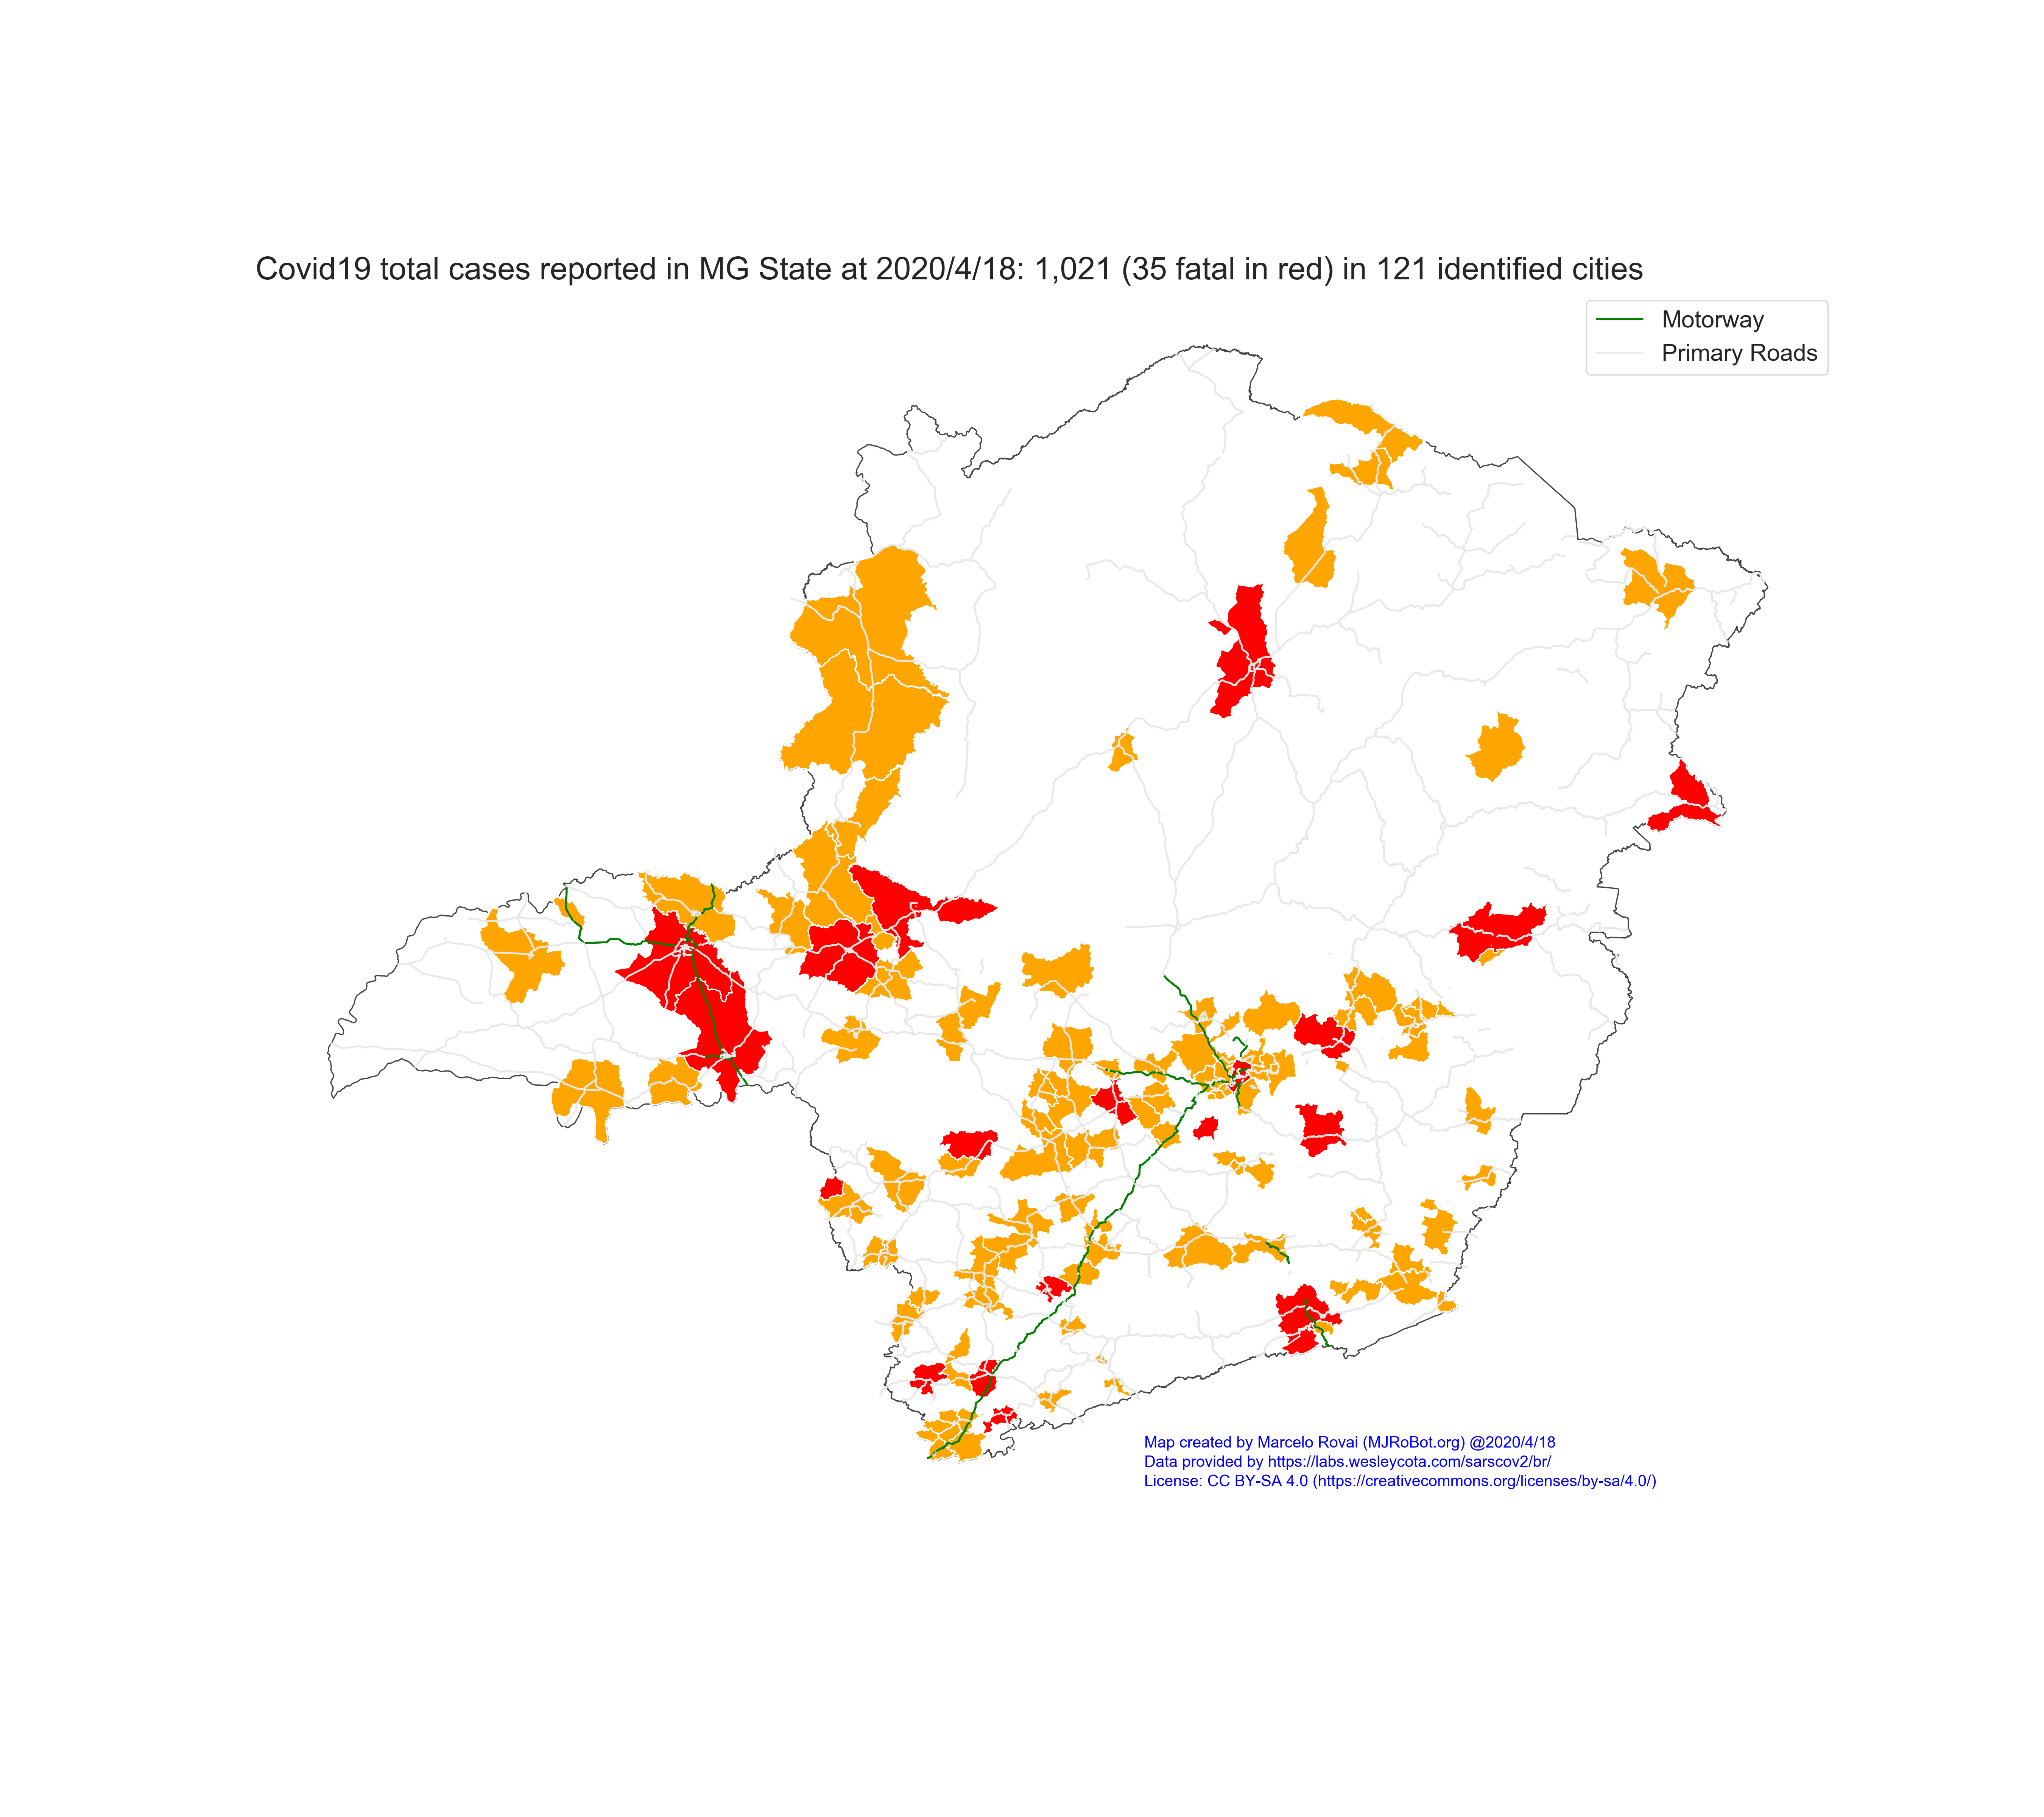 Covid19 total cases reported in MG State at 2020/4/18: 1,021 (35 fatal in red) in 121 identified cities
Motorway
Primary Roads
Map created by Marcelo Rovai (MJRoBot.org) @2020/4/18
Data provided by https://labs.wesleycota.com/sarscov2/br/
License: CC BY-SA 4.0 (https://creativecommons.org/licenses/by-sa/4.0/)